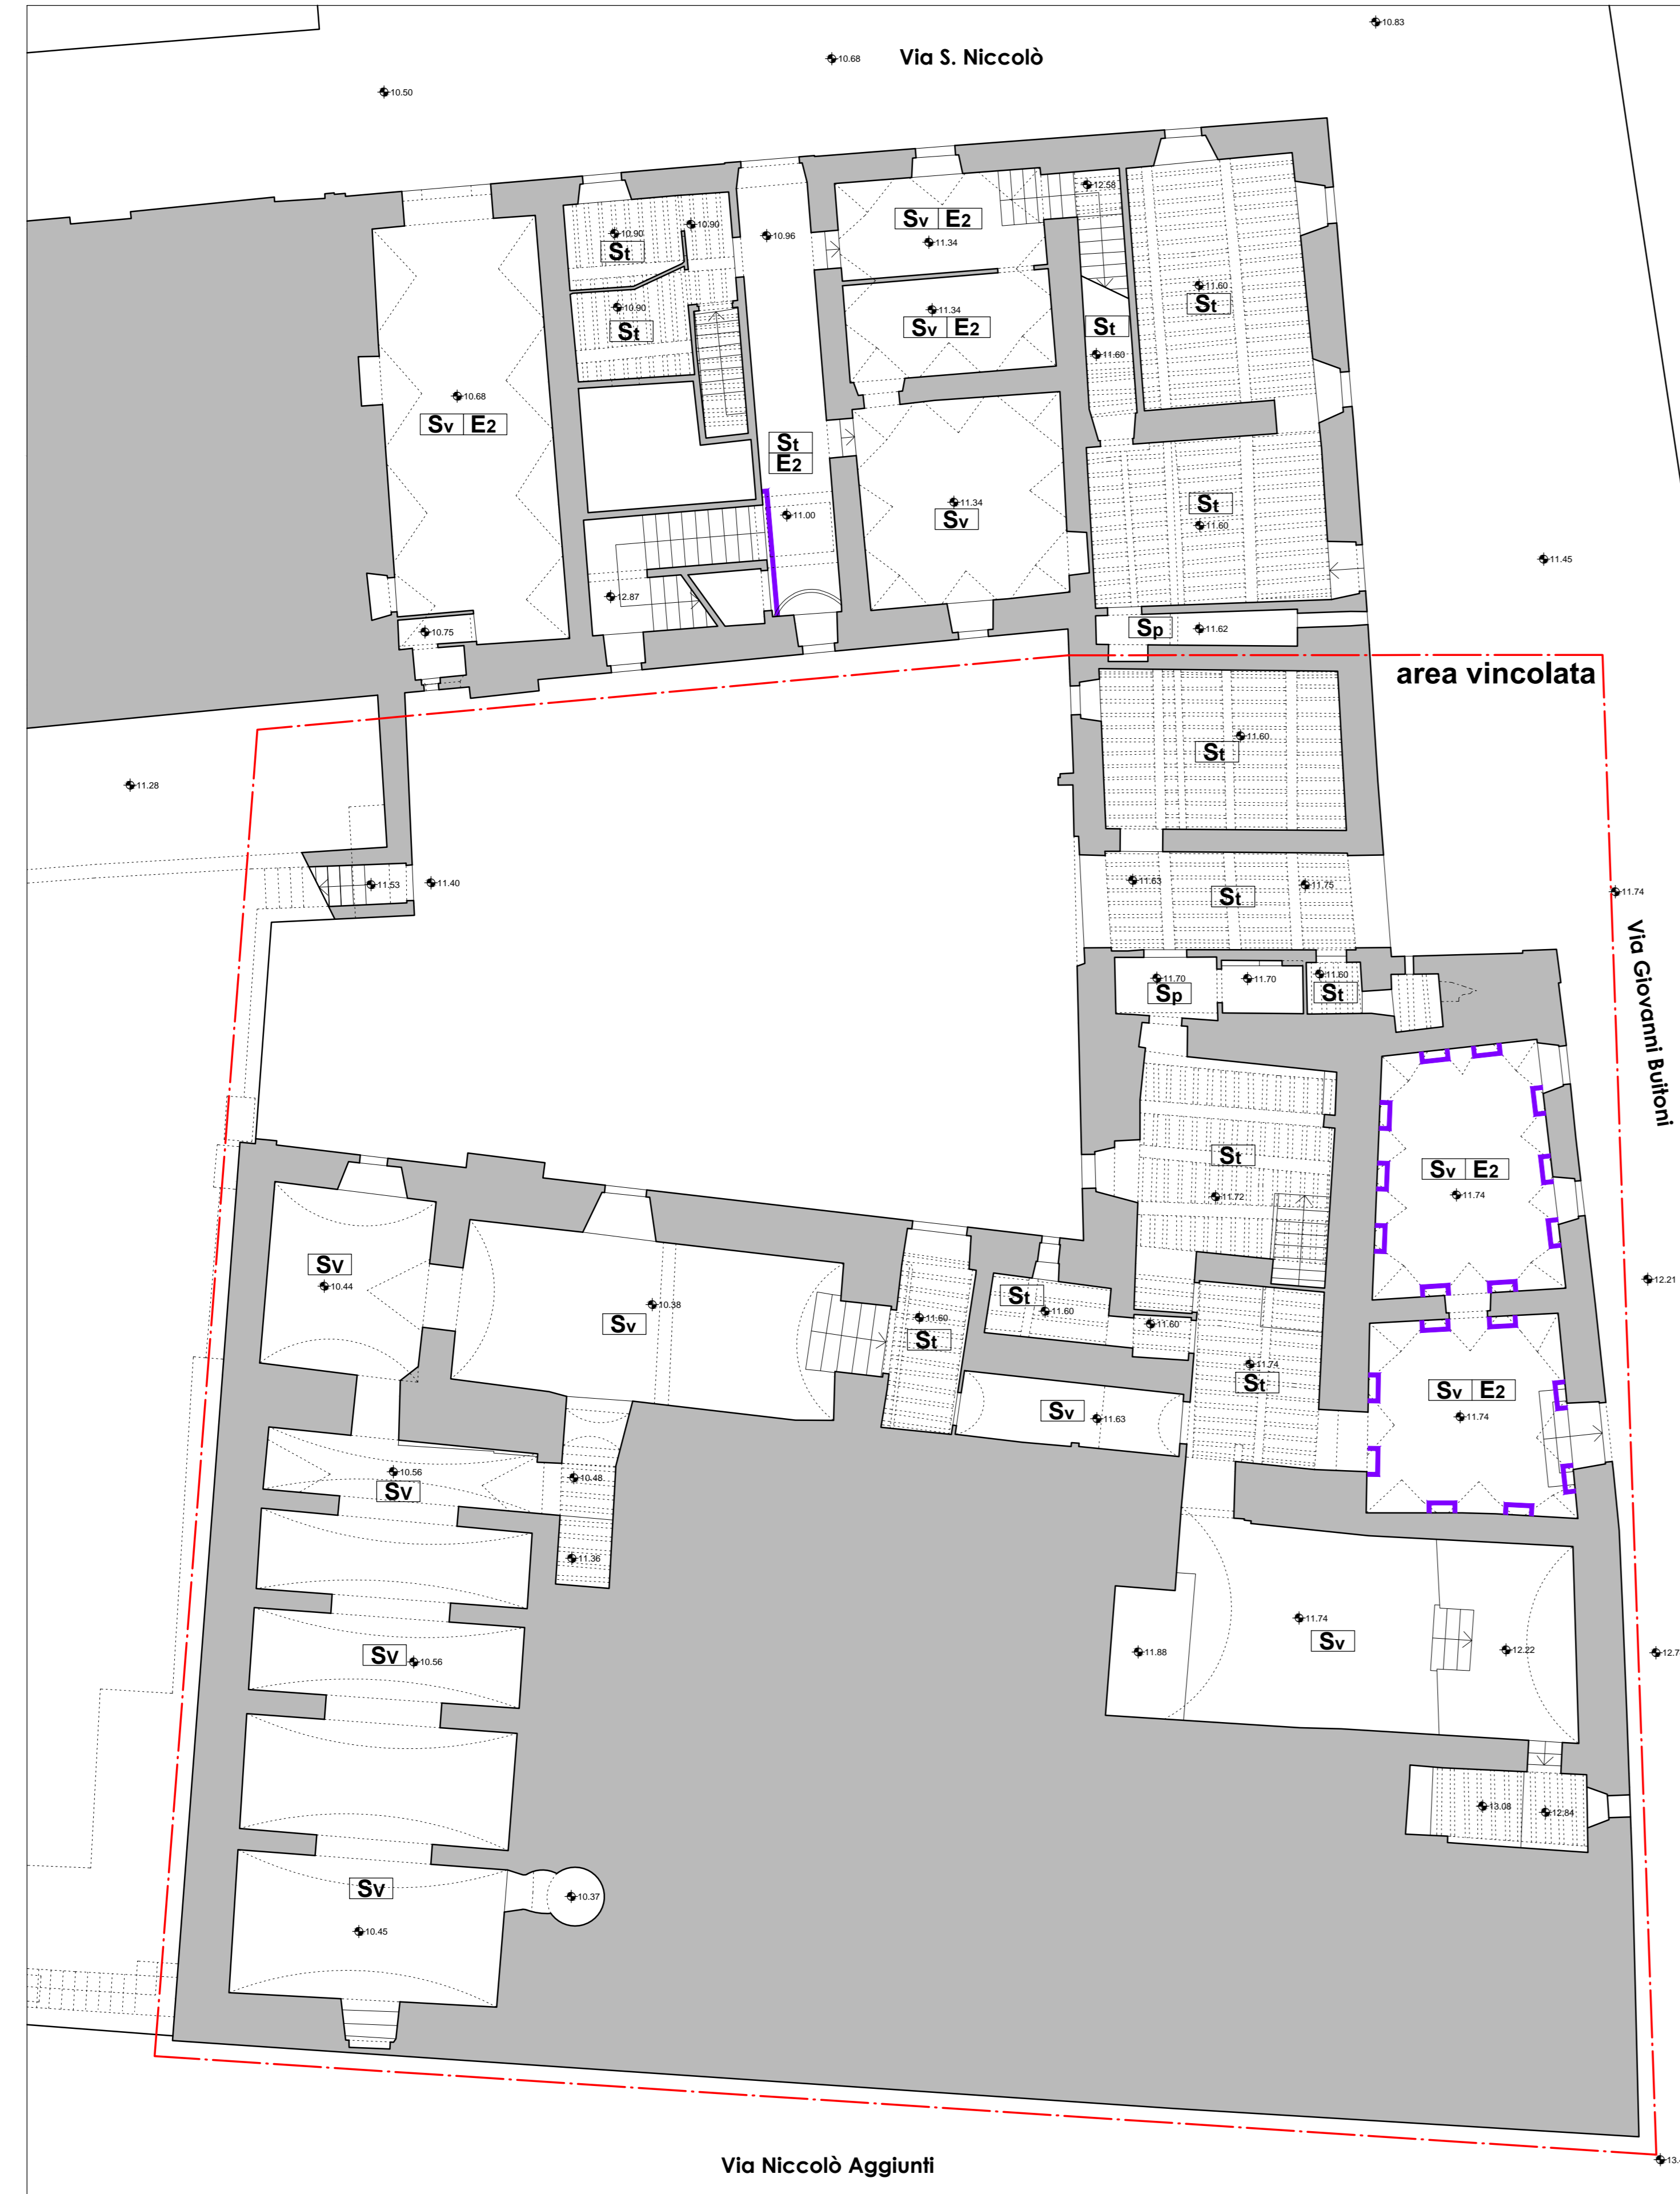 10.83
Via S. Niccolò
10.68
10.50
12.58
Sv E2
11.34
10.90
10.90
St
10.96
11.60
St
10.90
St
11.34
Sv E2
St
11.60
10.68
Sv E2
St
E2
11.34
Sv
11.00
St
11.60
11.45
12.87
10.75
Sp
11.62
area vincolata
11.60
St
11.28
11.53
11.40
11.63
11.75
St
11.74
Via Giovanni Buitoni
11.70
Sp
11.70
11.60
St
St
11.72
Sv E2
11.74
Sv
10.44
12.21
10.38
Sv
St
11.60
11.60
St
11.60
11.74
St
Sv E2
11.74
Sv
11.63
10.56
Sv
10.48
11.36
11.74
Sv
Sv
10.56
11.88
12.22
12.7
13.08
12.84
Sv
10.37
10.45
Via Niccolò Aggiunti
13.